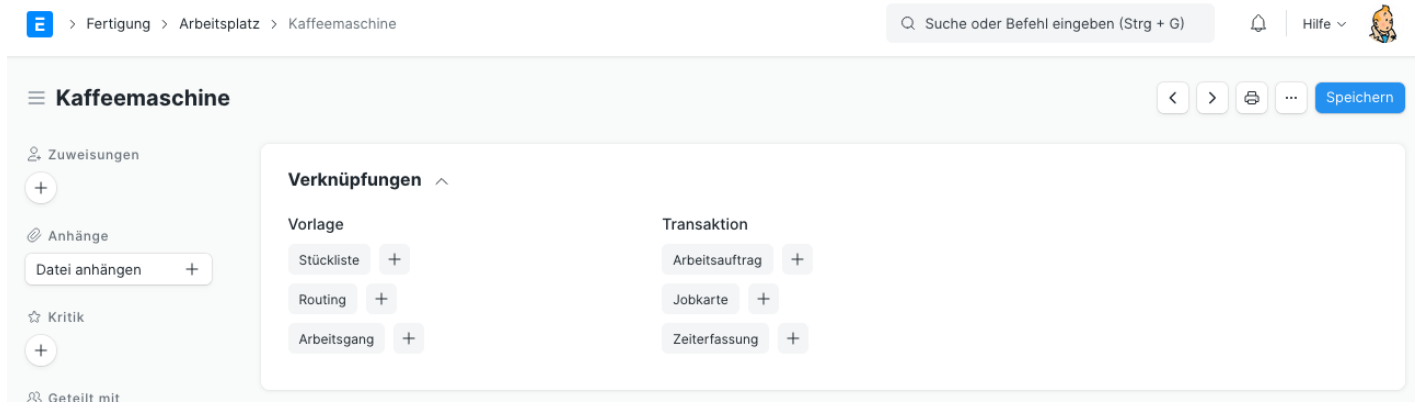 E > Fertigung > Arbeitsplatz > Kaffeemaschine
Suche oder Befehl eingeben (Strg + G)
Hilfe
Kaffeemaschine
Speichern
Zuweisungen
Anhänge
Datei anhängen
Kritik
Geteilt mit
Verknüpfungen
Vorlage
Stückliste
Routing
Arbeitsgang
Transaktion
Arbeitsauftrag
Jobkarte
Zeiterfassung